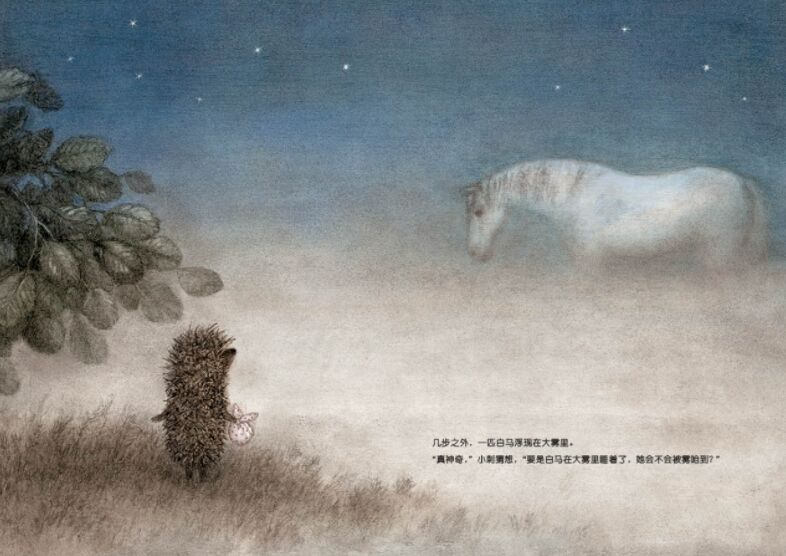 几步之外，一匹白马浮现在大雾里。
“真神奇，”小刺猬想，“要是白马在大雾里睡着了，她会不会被雾呛到？”